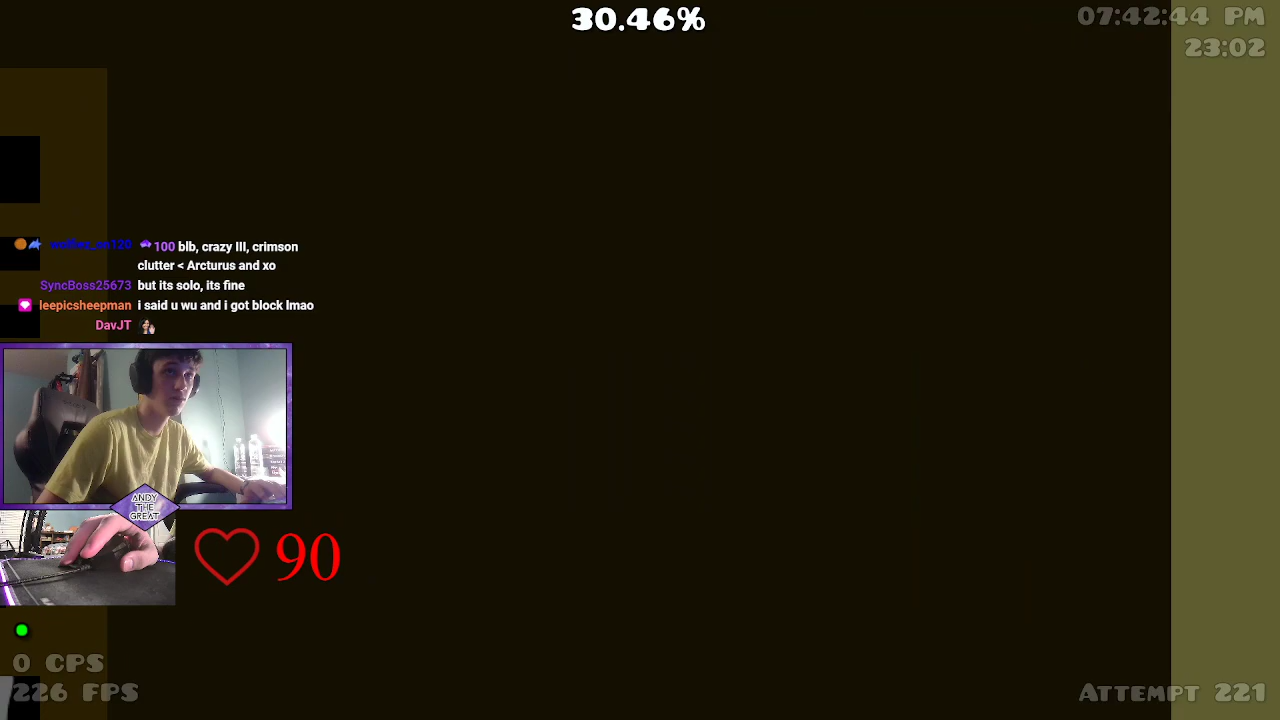 30.46%
07:42:44 PM
23:02
100 blb, crazy III, crimson
clutter < Arcturus and xo
SyncBoss25673 but its solo, its fine
leepicsheepman i said u wu and i got block lmao
DavJT
ANDY
THE
GREAT
90
0 CPS
226 FPS
ATTEMPT 221